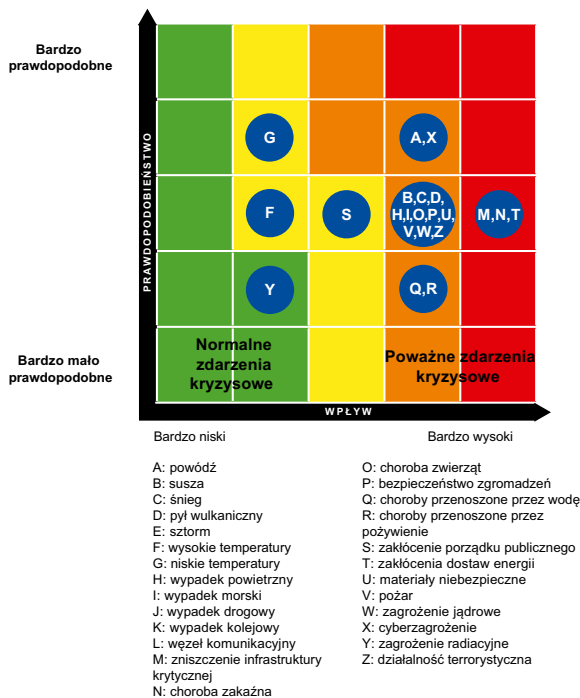 Bardzo
prawdopodobne
PRAWDOPODOBIEŃSTWO
G
A,X
F
S
B,C,D,
H,I,O,P,U,
V,W,Z
M,N,T
Y
Q,R
Bardzo mało
prawdopodobne
Normalne
zdarzenia
kryzysowe
Poważne zdarzenia
kryzysowe
WPŁYW
Bardzo niski
Bardzo wysoki
A: powódź
B: susza
C: śnieg
D: pył wulkaniczny
E: sztorm
F: wysokie temperatury
G: niskie temperatury
H: wypadek powietrzny
I: wypadek morski
J: wypadek drogowy
K: wypadek kolejowy
L: węzeł komunikacyjny
M: zniszczenie infrastruktury
krytycznej
N: choroba zakaźna
O: choroba zwierząt
P: bezpieczeństwo zgromadzeń
Q: choroby przenoszone przez wodę
R: choroby przenoszone przez
pożywienie
S: zakłócenie porządku publicznego
T: zakłócenia dostaw energii
U: materiały niebezpieczne
V: pożar
W: zagrożenie jądrowe
X: cyberzagrożenie
Y: zagrożenie radiacyjne
Z: działalność terrorystyczna